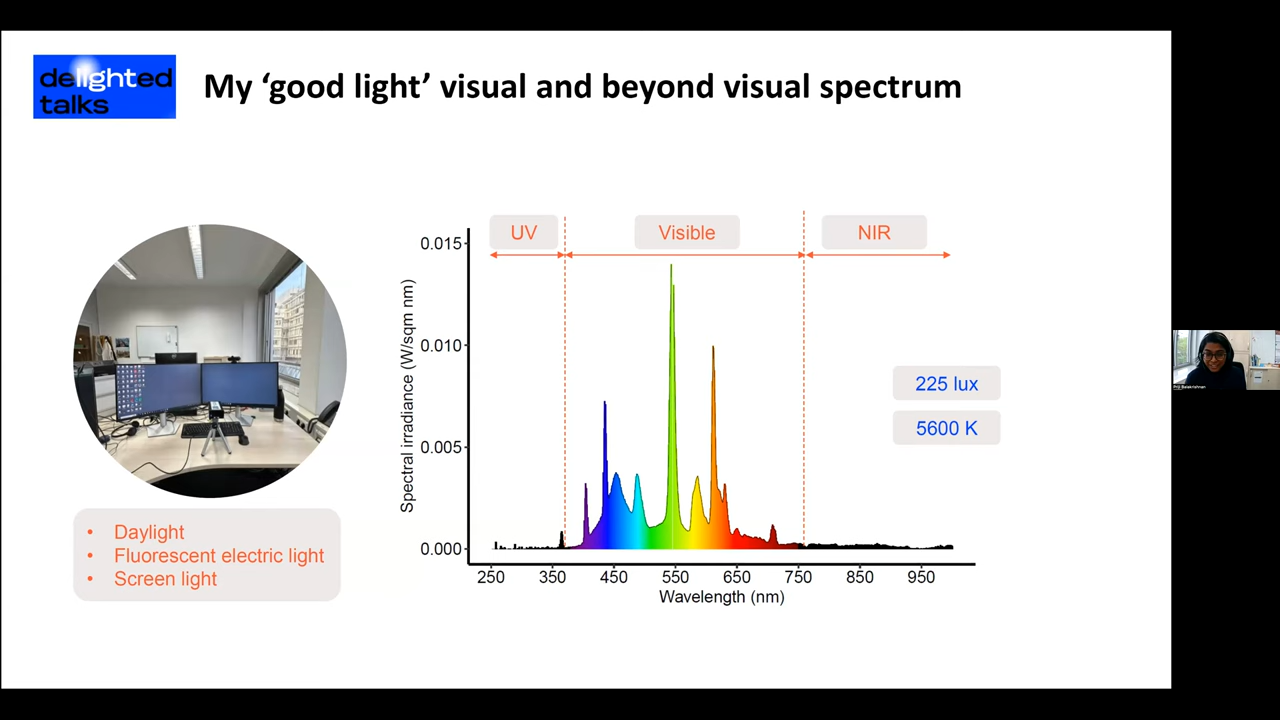 delighted
talks
My ‘good light’ visual and beyond visual spectrum
UV
Visible
NIR
0.015
0.010
0.005
0.000
Spectral irradiance (W/sqm nm)
250 350 450 550 650 750 850 950
Wavelength (nm)
225 lux
5600 K
• Daylight
• Fluorescent electric light
• Screen light
Priji Balakrishnan